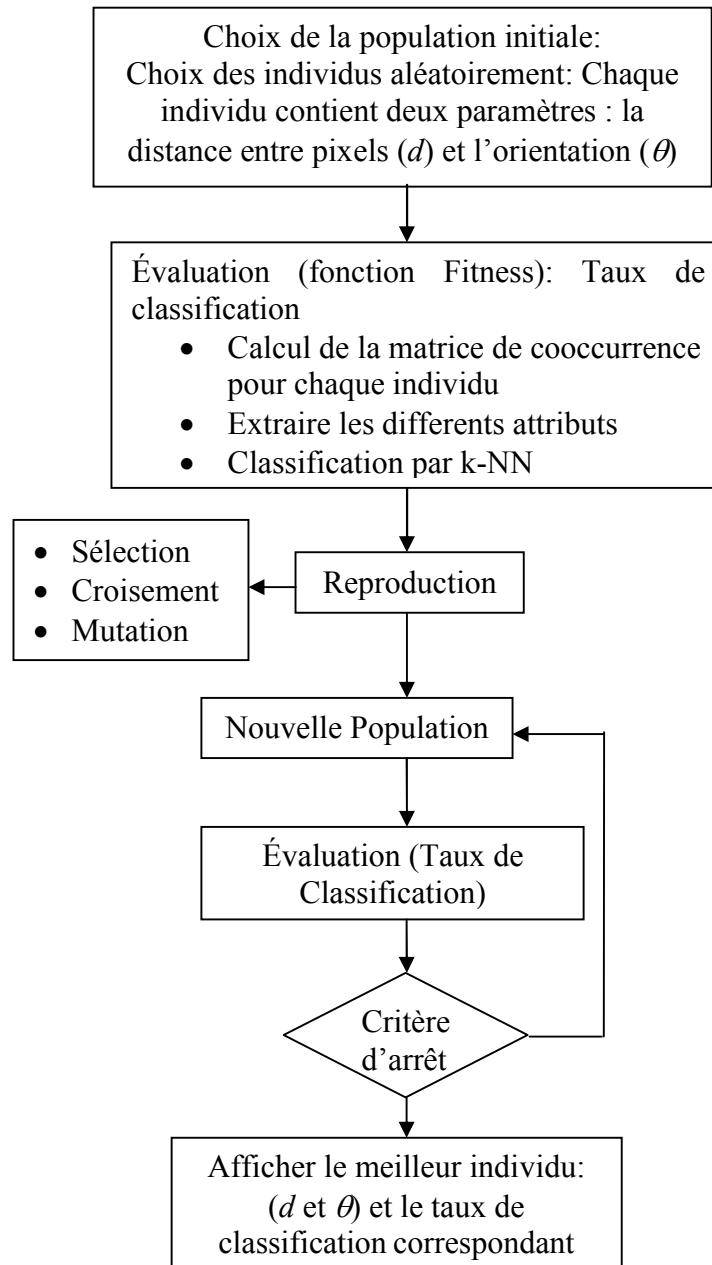 Choix de la population initiale:
Choix des individus aléatoirement: Chaque
individu contient deux paramètres : la
distance entre pixels (d) et l’orientation (θ)
Évaluation (fonction Fitness): Taux de
classification
• Calcul de la matrice de cooccurrence
pour chaque individu
• Extraire les differents attributs
• Classification par k-NN
• Sélection
• Croisement
• Mutation
Reproduction
Nouvelle Population
Évaluation (Taux de
Classification)
Critère
d’arrêt
Afficher le meilleur individu:
(d et θ) et le taux de
classification correspondant